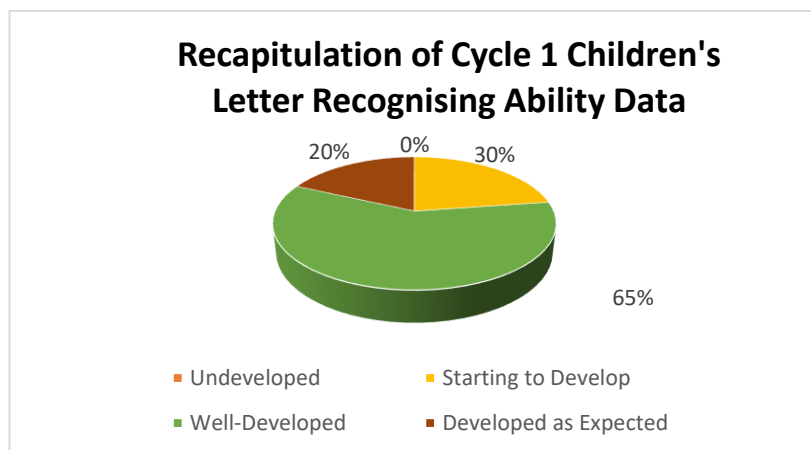 Recapitulation of Cycle 1 Children's
Letter Recognising Ability Data
20% 0% 30%
65%
Undeveloped Starting to Develop
Well-Developed Developed as Expected